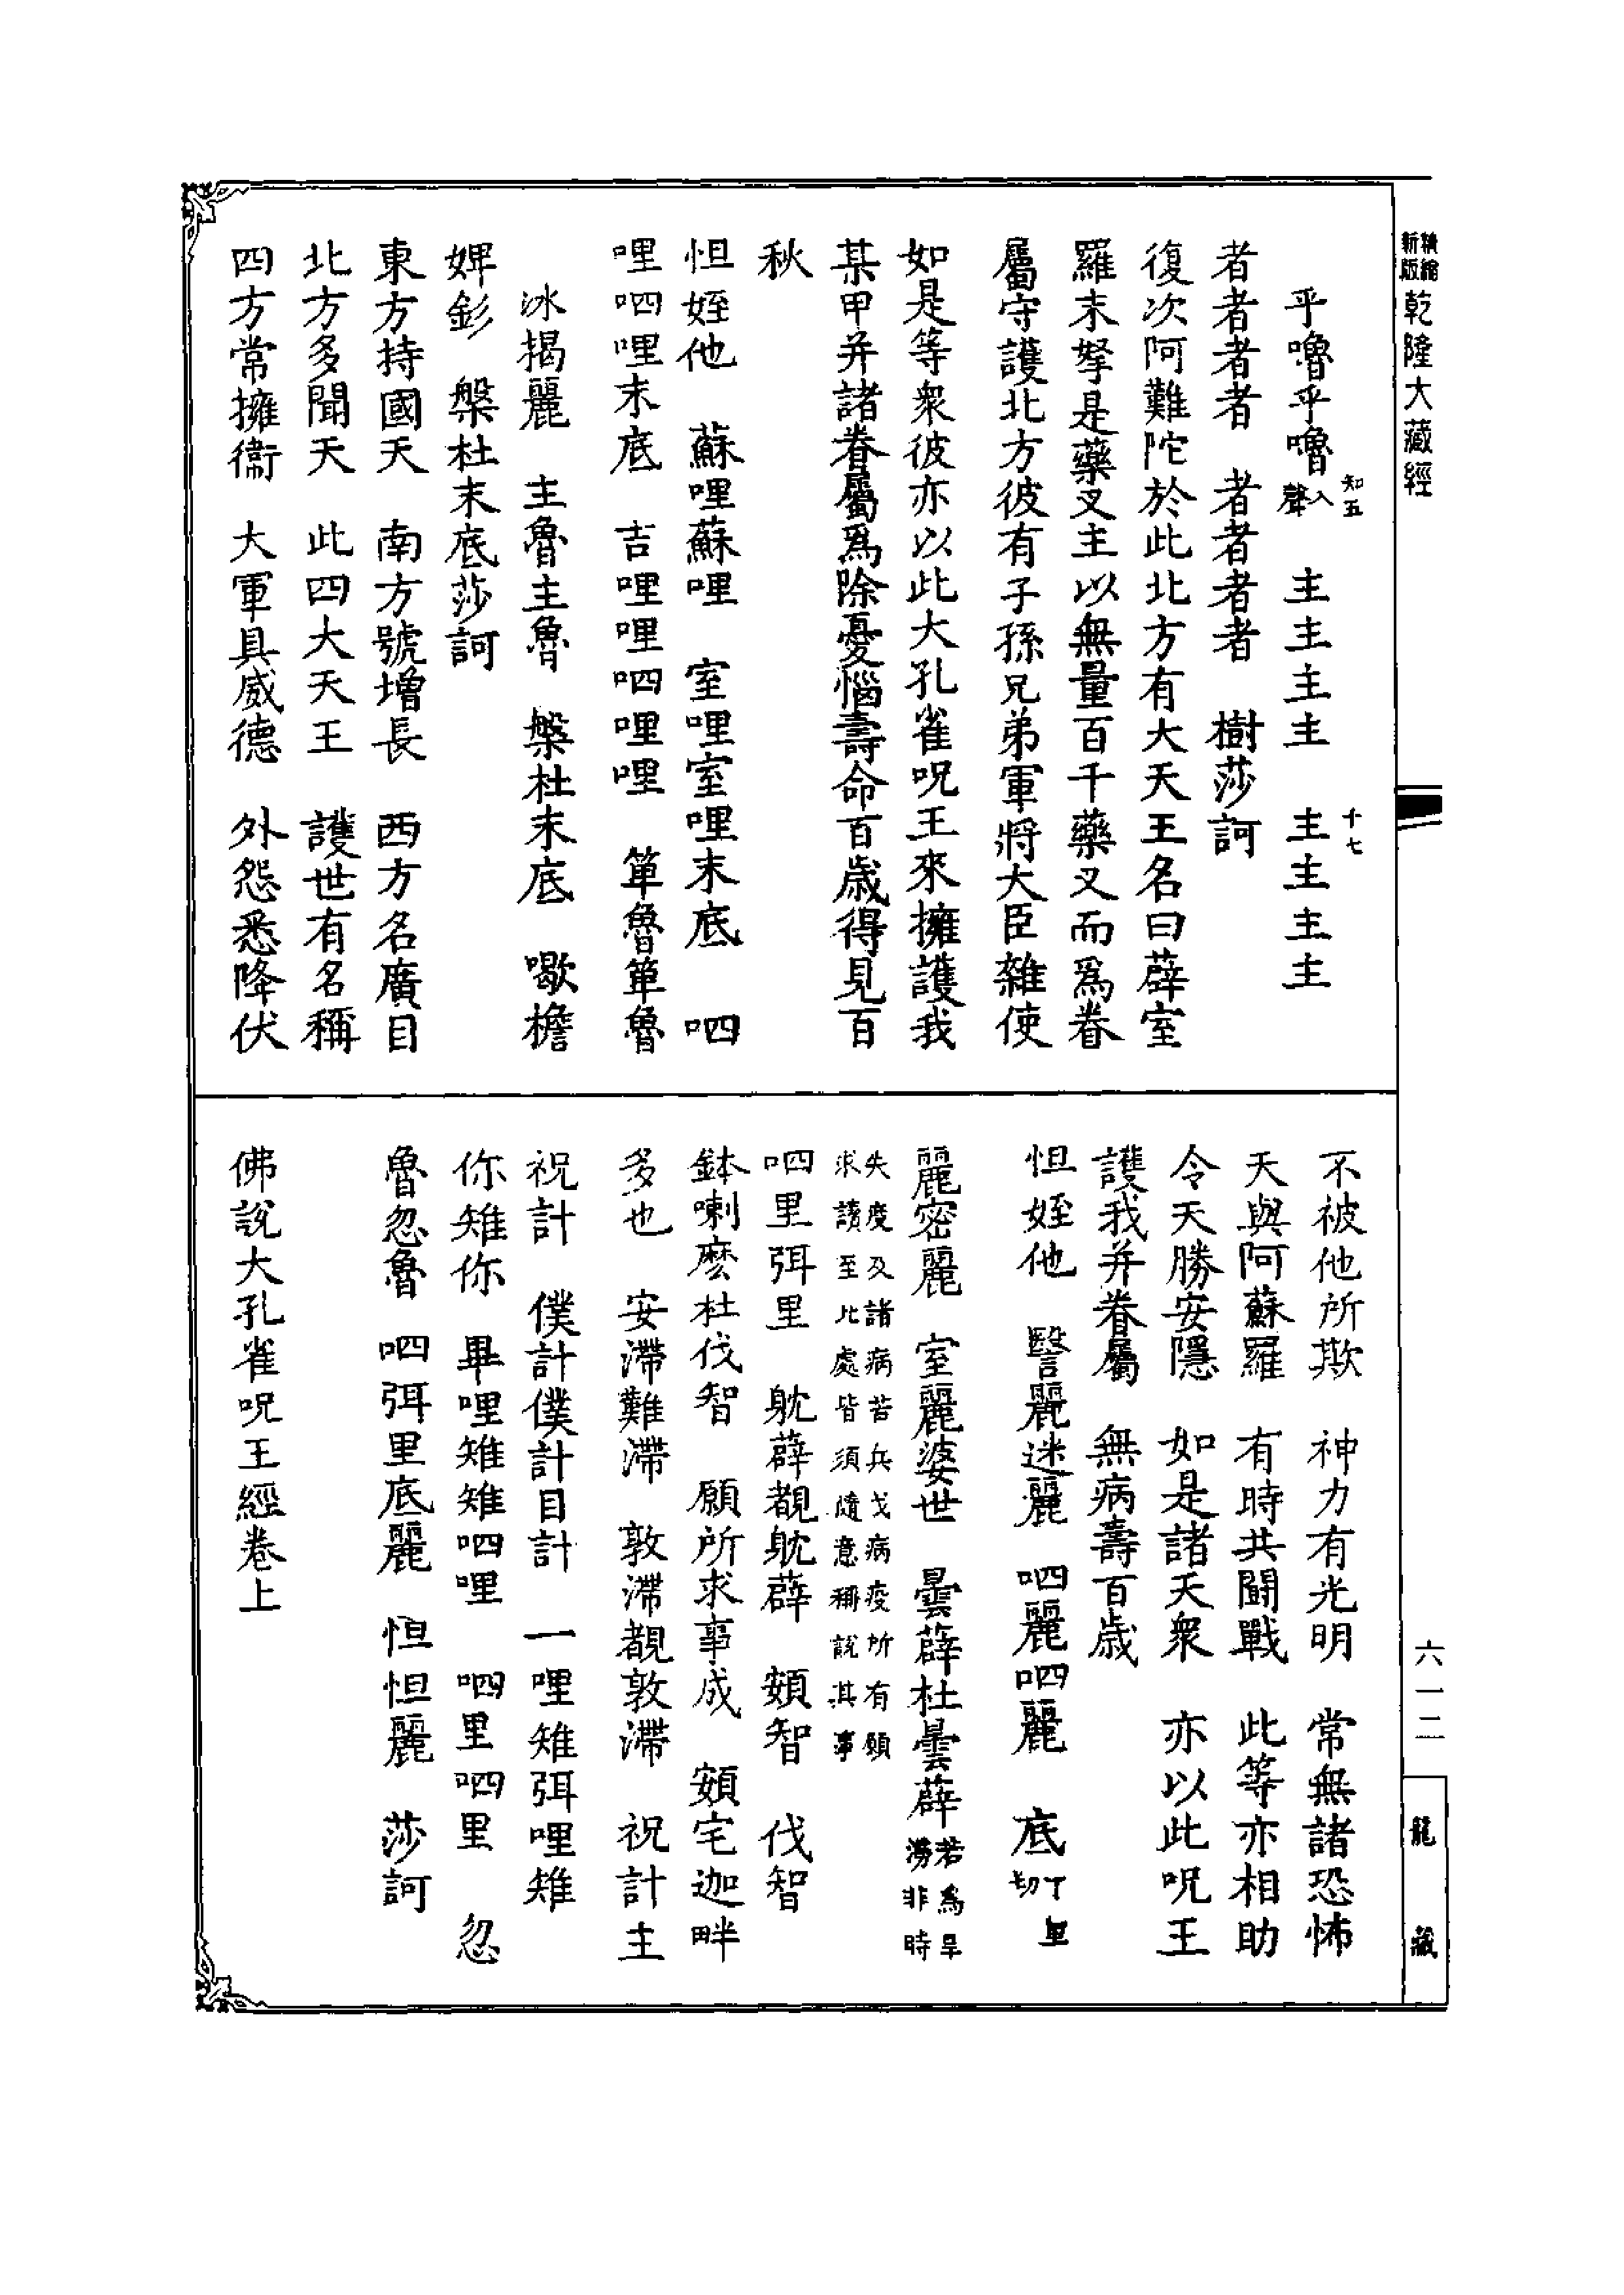 精繪新版乾隆大藏經
乎嚕乎嚕入聲　主主主主　主主主主
知五　十七
者者者者　者者者者　樹莎訶
復次阿難陀於此北方有大天王名曰薜室
羅末拏是藥叉主以無量百千藥叉而爲眷
屬守護北方彼有子孫兄弟軍將大臣雜使
如是等衆彼亦以此大孔雀呪王來擁護我
某甲并諸眷屬爲除憂惱壽命百歲得見百
秋
怛姪他　蘇哩蘇哩　室哩室哩末底　呬
哩呬哩末底　吉哩哩呬哩哩　箄魯箄魯
冰揭麗　主魯主魯　槃杜末底　歇檐
婢釤　槃杜末底莎訶
東方持國天　南方號增長　西方名廣目
北方多聞天　此四大天王　護世有名稱
四方常擁衞　大軍具威德　外怨悉降伏
不被他所欺　神力有光明　常無諸恐怖
天與阿蘇羅　有時共鬪戰　此等亦相助
令天勝安隱　如是諸天衆　亦以此呪王
護我并眷屬　無病壽百歲
怛姪他　醫麗迷麗　呬麗呬麗　底丁里切
麗密麗　室麗婆世　曇薜杜曇薜若爲旱澇非時
失度及諸病苦兵戈病疫所有願求讀至此處皆須隨意稱說其事
呬里弭里　躭薜覩躭薜　頞智　伐智
鉢喇麽杜伐智　願所求事成　頞宅迦畔
多也　安滯難滯　敦滯覩敦滯　祝計主
祝計　僕計僕計目計　一哩雉弭哩雉
你雉你　畢哩雉雉呬哩　呬里呬里　忽
魯忽魯　呬弭里底麗　怛怛麗　莎訶
佛說大孔雀呪王經卷上
六一二
龍藏